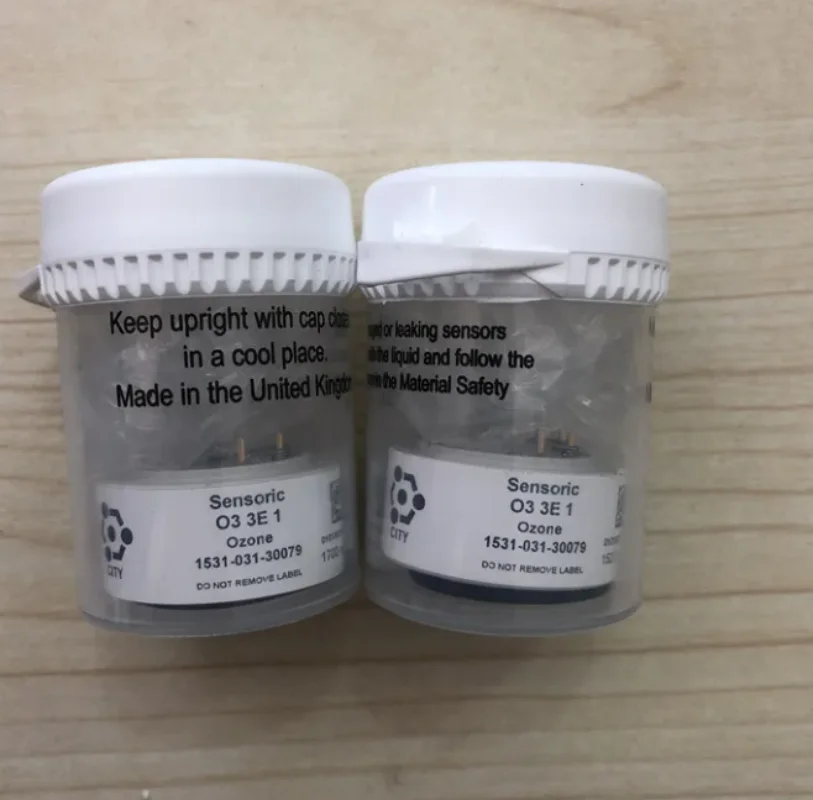 Keep upright with cap
in a cool place.
Made in the United
Sensoric
O3 3E 1
Ozone
1531-031-30079
DO NOT REMOVE LABEL
CITY
or leaking sensors
the liquid and follow the
in the Material Safety
Sensoric
O3 3E 1
Ozone
1531-031-30079
DO NOT REMOVE LABEL
CITY